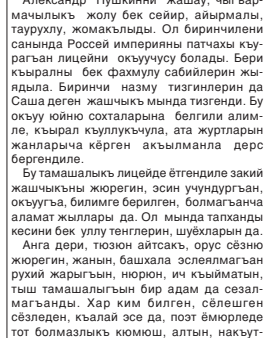 Александр Пушкинни жашау, чыгъар-
мачылыкъ жолу бек сейир, айырмалы,
таурухлу, жомакълыды. Ол биринчилени
санында Россей империяны патчахы къу-
рагъан лицейни окъуучусу болады. Бери
къыралны бек фахмулу сабийлерин жы-
ядыла. Биринчи назму тизгинлерин да
Саша деген жашчыкъ мында тизгенди. Бу
окъуу юйню сохталарына белгили алим-
ле, къырал къуллукъчула, ата журтларын
жанларыча кёрген акъылманла дерс
бергендиле.
Бу тамашалыкъ лицейде ётгендиле закий
жашчыкъны жюрегин, эсин учундургъан,
окъуугъа, билимге берилген, болмагъанча
аламат жыллары да. Ол мында тапханды
кесини бек уллу тенглерин, шуёхларын да.
Анга дери, тюзюн айтсакъ, орус сёзню
жюрегин, жанын, башхала эслеялмагъан
рухий жарыгъын, нюрюн, ич къыйматын,
тыш тамашалыгъын бир адам да сезал-
магъанды. Хар ким билген, сёлешген
сёзледен, къалай эсе да, поэт ёмюрледе
тот болмазлыкъ кюмюш, алтын, накъут-